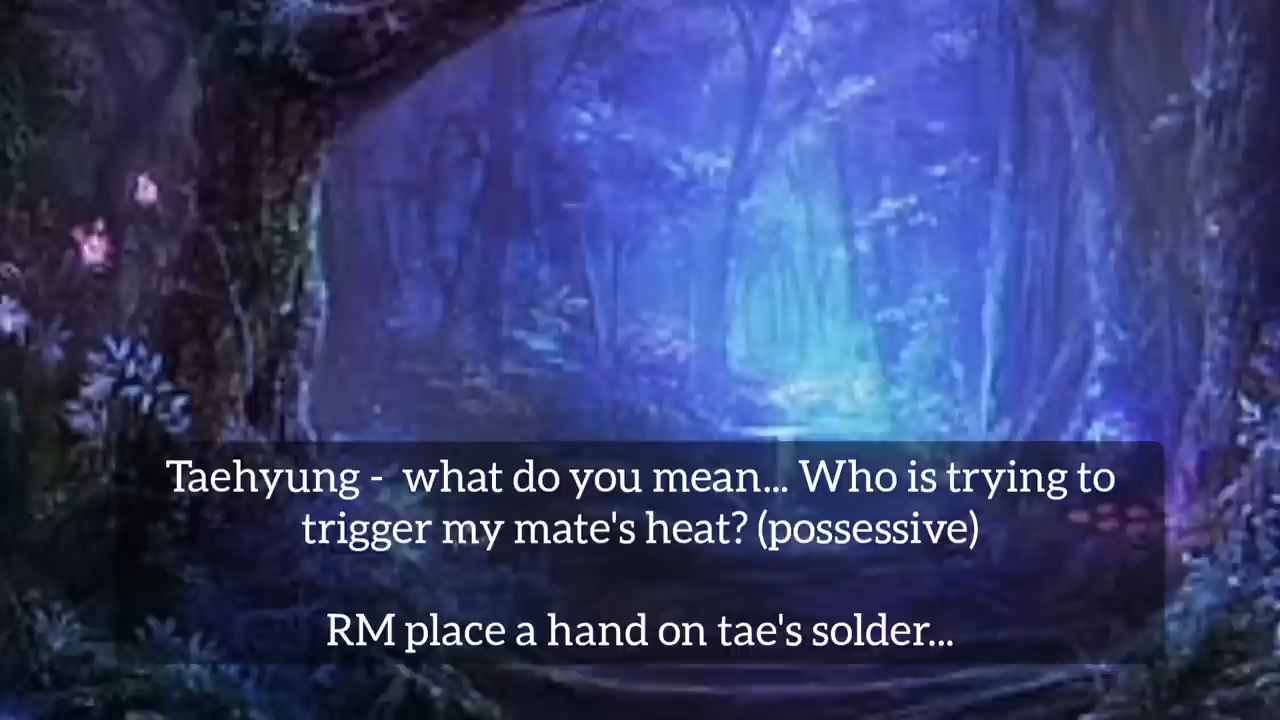 Taehyung -  what do you mean... Who is trying to
trigger my mate's heat? (possessive)
RM place a hand on tae's solder...